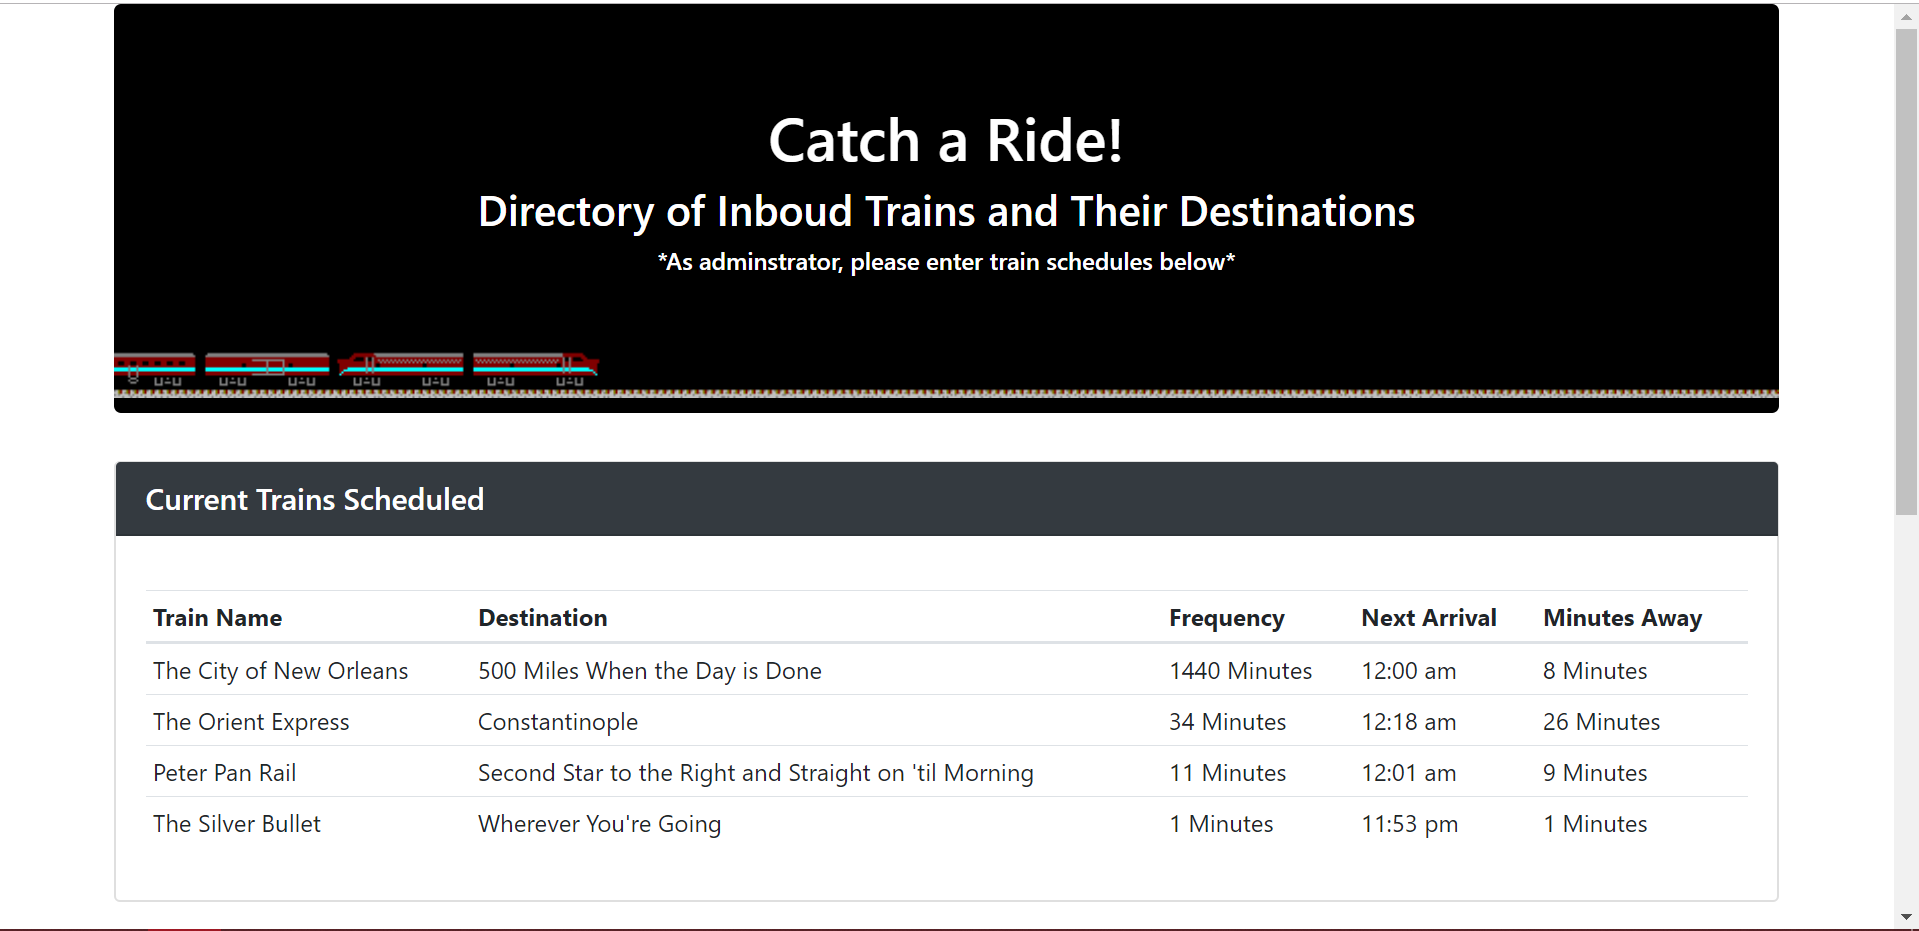 Catch a Ride!
Directory of Inboud Trains and Their Destinations
*As adminstrator, please enter train schedules below*
Current Trains Scheduled
Train Name Destination Frequency Next Arrival Minutes Away
The City of New Orleans 500 Miles When the Day is Done 1440 Minutes 12:00 am 8 Minutes
The Orient Express Constantinople 34 Minutes 12:18 am 26 Minutes
Peter Pan Rail Second Star to the Right and Straight on 'til Morning 11 Minutes 12:01 am 9 Minutes
The Silver Bullet Wherever You're Going 1 Minutes 11:53 pm 1 Minutes